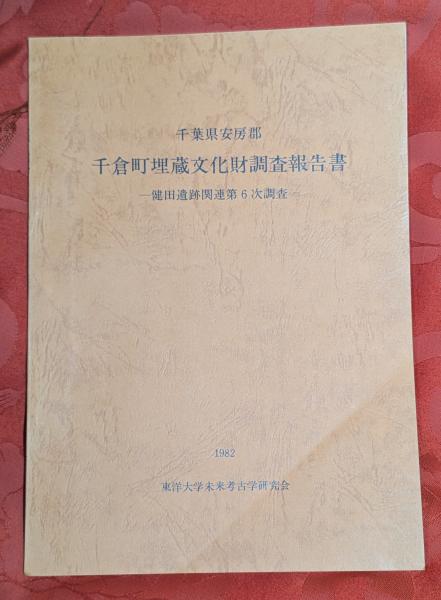 千葉県安房郡
千倉町埋蔵文化財調査報告書
―健田遺跡関連第6次調査―
1982
東洋大学未来考古学研究会